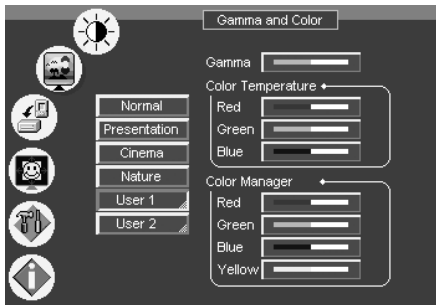 Gamma and Color
Gamma
Color Temperature
Red
Green
Blue
Normal
Presentation
Cinema
Nature
User 1
User 2
Color Manager
Red
Green
Blue
Yellow